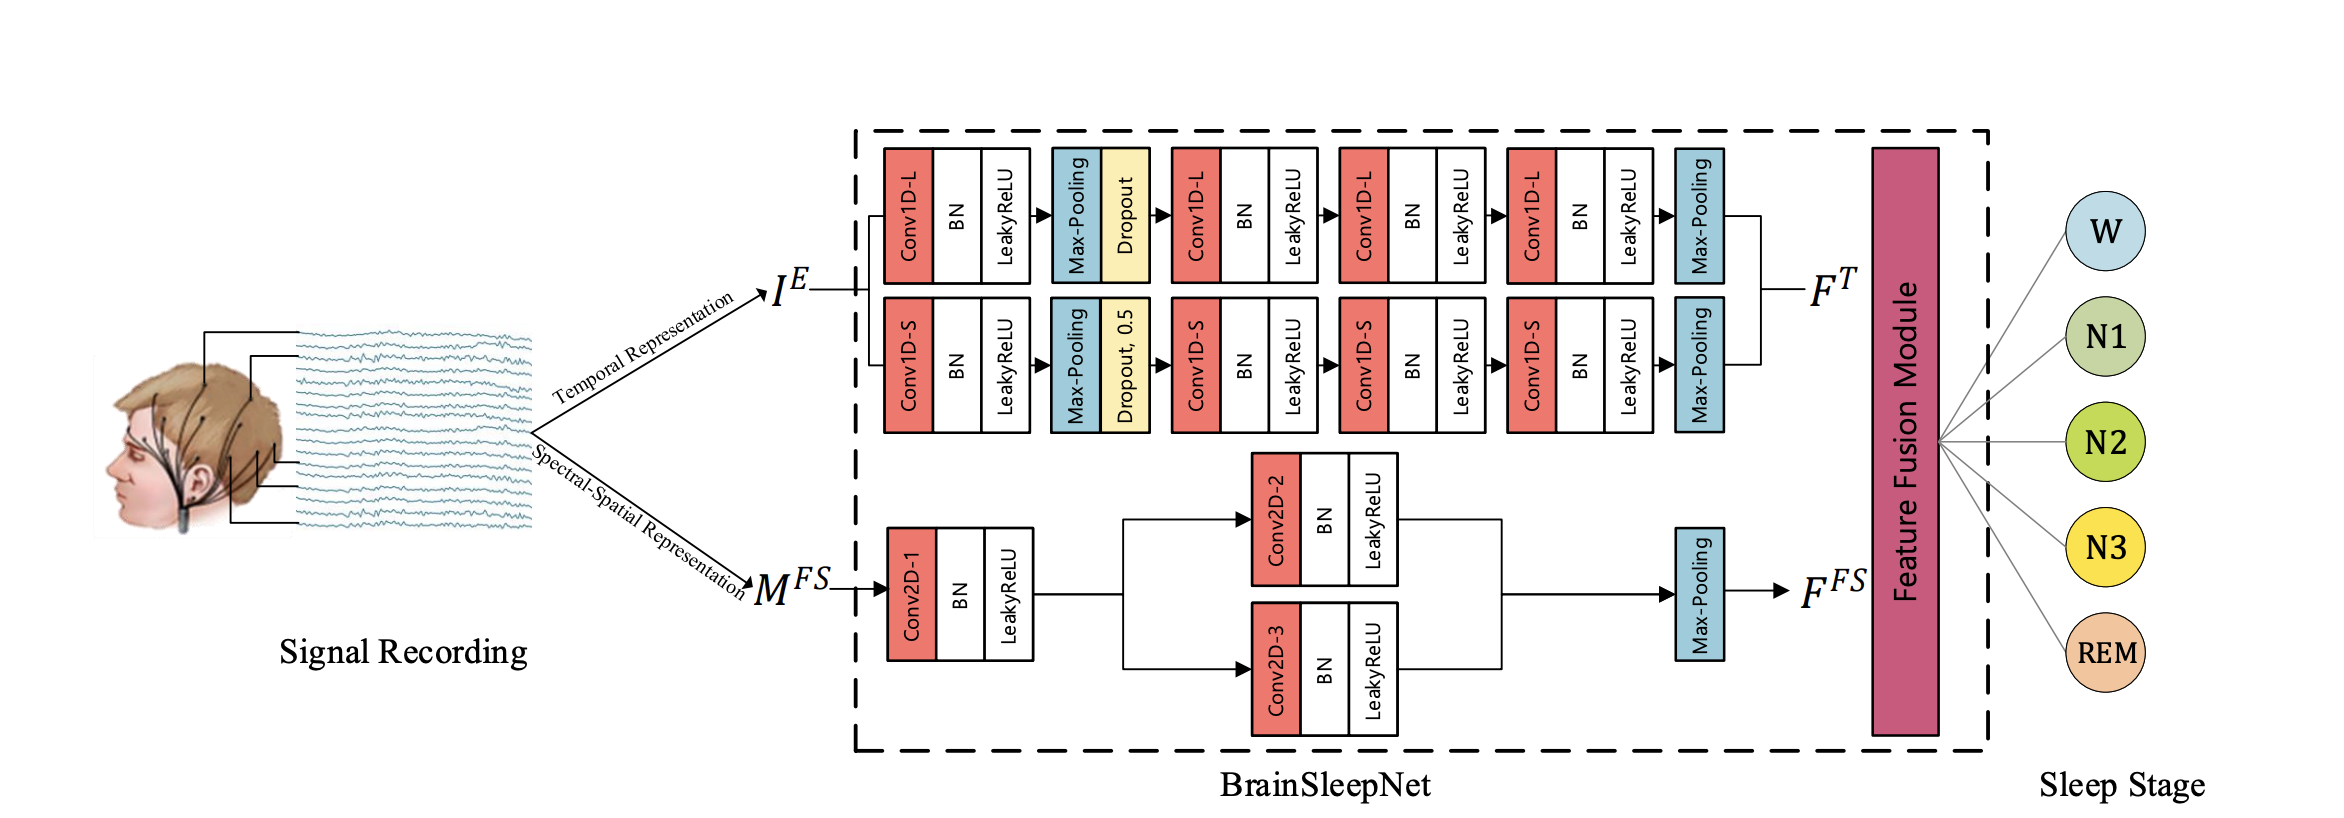 Signal Recording
Temporal Representation
Spectral-Spatial Representation
I^E
M^{FS}
Conv1D-L
BN
LeakyReLU
Max-Pooling
Dropout
Conv1D-L
BN
LeakyReLU
Conv1D-L
BN
LeakyReLU
Conv1D-L
BN
LeakyReLU
Max-Pooling
Conv1D-S
BN
LeakyReLU
Max-Pooling
Dropout, 0.5
Conv1D-S
BN
LeakyReLU
Conv1D-S
BN
LeakyReLU
Conv1D-S
BN
LeakyReLU
Max-Pooling
F^T
Conv2D-1
BN
LeakyReLU
Conv2D-2
BN
LeakyReLU
Conv2D-3
BN
LeakyReLU
Max-Pooling
F^{FS}
Feature Fusion Module
BrainSleepNet
W
N1
N2
N3
REM
Sleep Stage